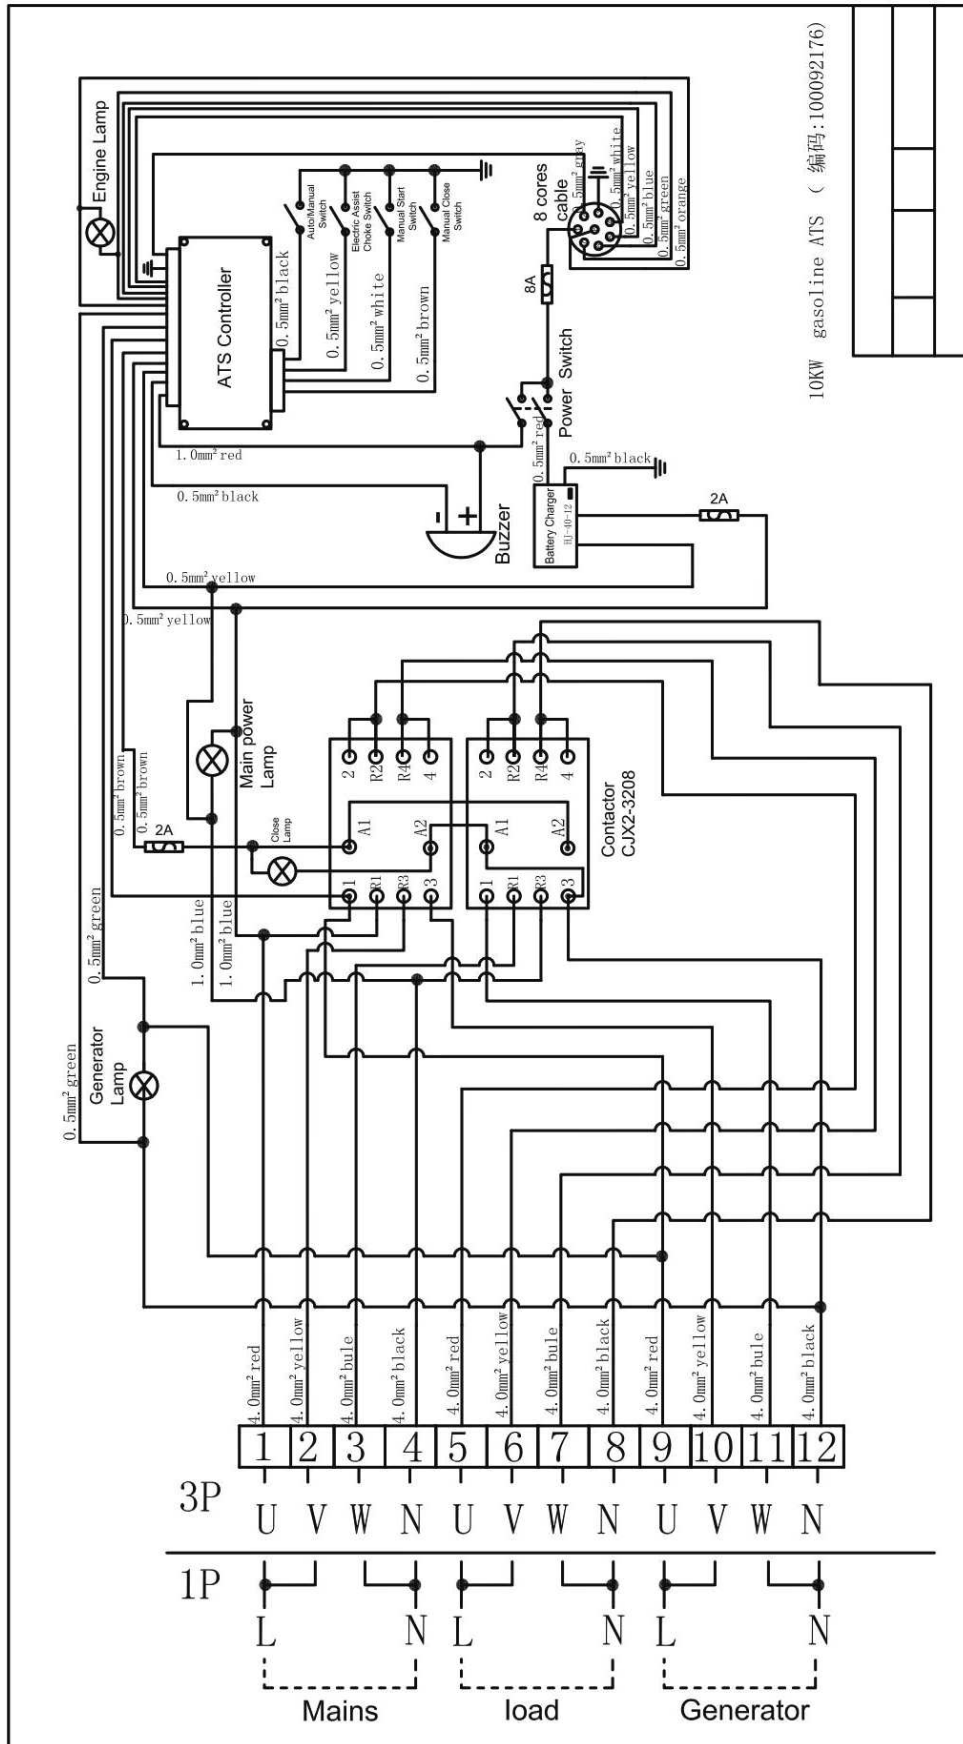 10KW gasoline ATS ( 编码:100092176)
Engine Lamp
ATS Controller
Auto/Manual
Switch
Electric Assist
Choke Switch
Manual Start
Switch
Manual Close
Switch
0.5mm² black
0.5mm² yellow
0.5mm² white
0.5mm² brown
8 cores
cable
0.5mm² gray
0.5mm² white
0.5mm² yellow
0.5mm² blue
0.5mm² green
0.5mm² orange
8A
Power Switch
1.0mm² red
0.5mm² black
- +
Buzzer
0.5mm² red
0.5mm² black
Battery Charger
HJ-40-12
2A
0.5mm² yellow
0.5mm² yellow
Main power
Lamp
0.5mm² brown
0.5mm² brown
2A
Close
Lamp
2 R2 R4 4
A1 A2
1 R1 R3 3
2 R2 R4 4
A1 A2
1 R1 R3 3
Contactor
CJX2-3208
0.5mm² green
1.0mm² blue
1.0mm² blue
0.5mm² green
Generator
Lamp
4.0mm² red
4.0mm² yellow
4.0mm² bule
4.0mm² black
4.0mm² red
4.0mm² yellow
4.0mm² bule
4.0mm² black
4.0mm² red
4.0mm² yellow
4.0mm² bule
4.0mm² black
1 2 3 4 5 6 7 8 9 10 11 12
3P U V W N U V W N U V W N
1P
L N L N L N
Mains load Generator